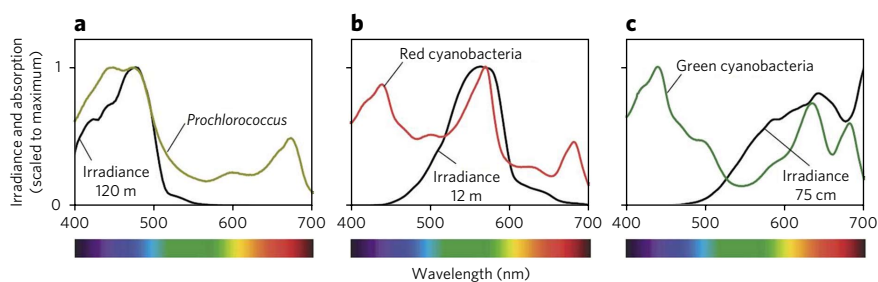 a
b
c
Irradiance and absorption
(scaled to maximum)
1
0
Prochlorococcus
Irradiance
120 m
400
500
600
700
Red cyanobacteria
Irradiance
12 m
400
500
600
700
Green cyanobacteria
Irradiance
75 cm
400
500
600
700
Wavelength (nm)